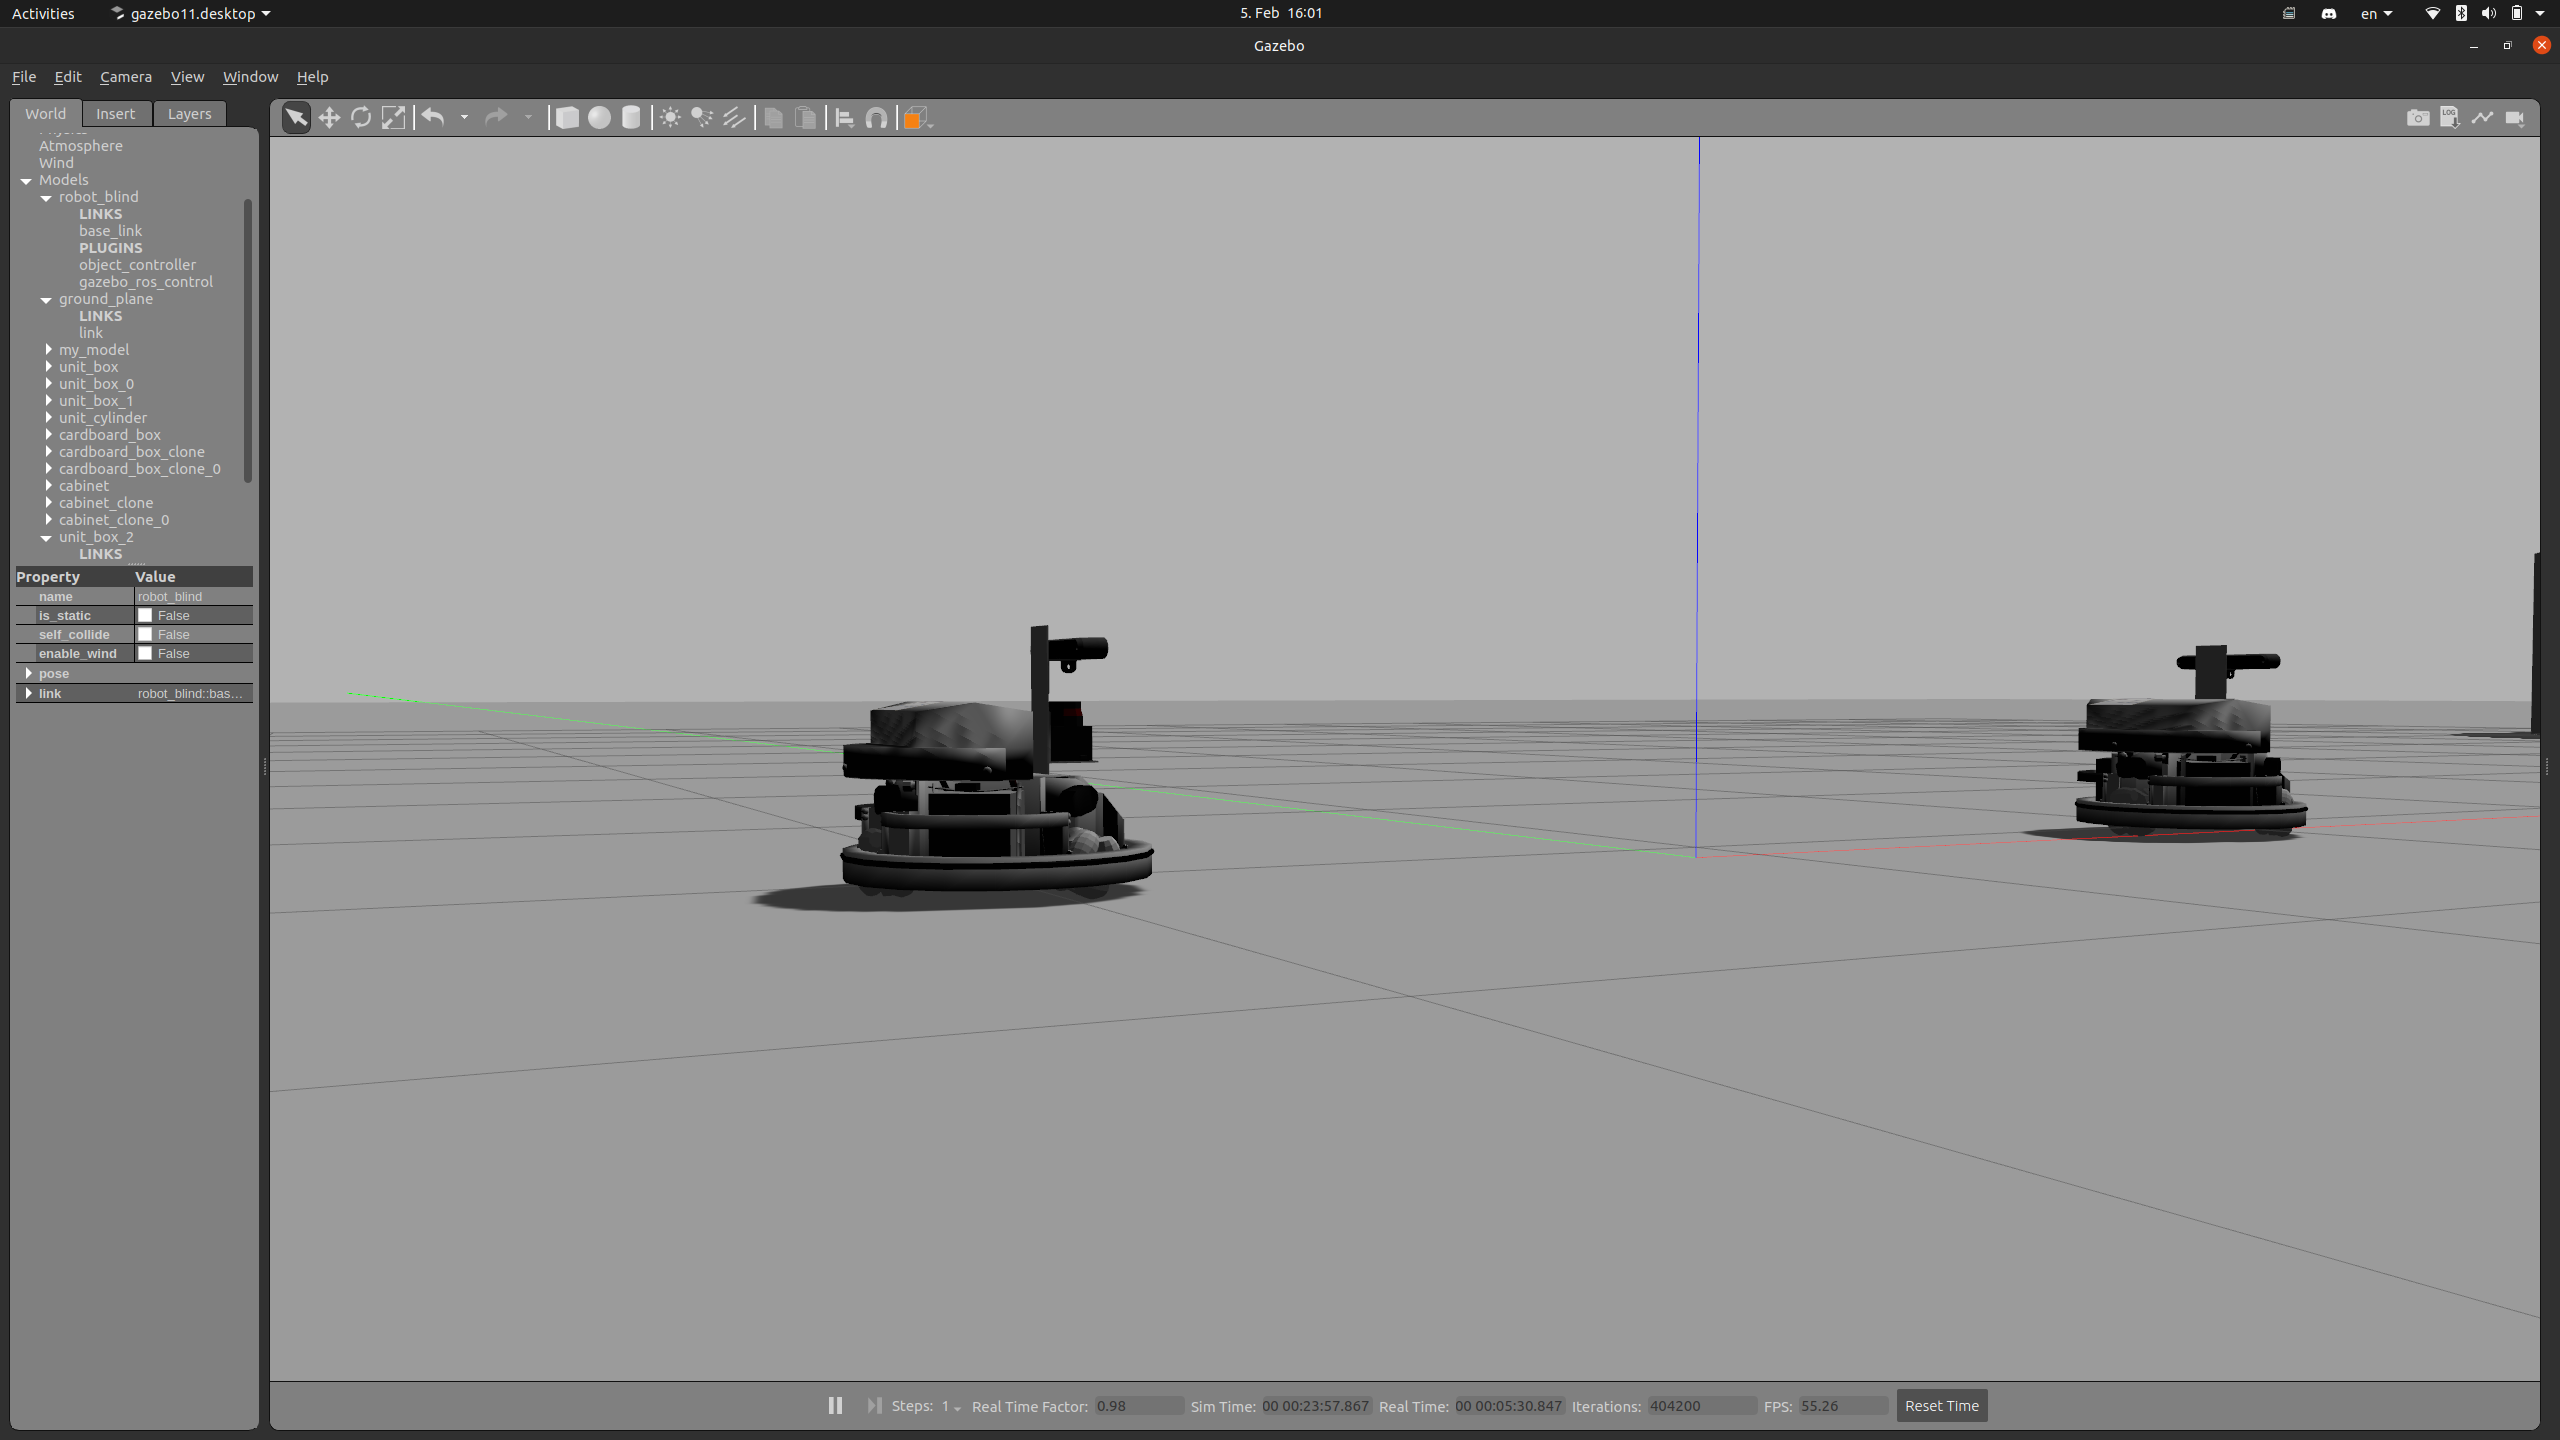 Activities gazebo11.desktop 5. Feb 16:01 en
Gazebo
File Edit Camera View Window Help
World Insert Layers
Atmosphere
Wind
Models
robot_blind
LINKS
base_link
PLUGINS
object_controller
gazebo_ros_control
ground_plane
LINKS
link
my_model
unit_box
unit_box_0
unit_box_1
unit_cylinder
cardboard_box
cardboard_box_clone
cardboard_box_clone_0
cabinet
cabinet_clone
cabinet_clone_0
unit_box_2
LINKS
Property Value
name robot_blind
is_static False
self_collide False
enable_wind False
pose
link robot_blind::bas...
LOG
Steps: 1 Real Time Factor: 0.98 Sim Time: 00 00:23:57.867 Real Time: 00 00:05:30.847 Iterations: 404200 FPS: 55.26 Reset Time